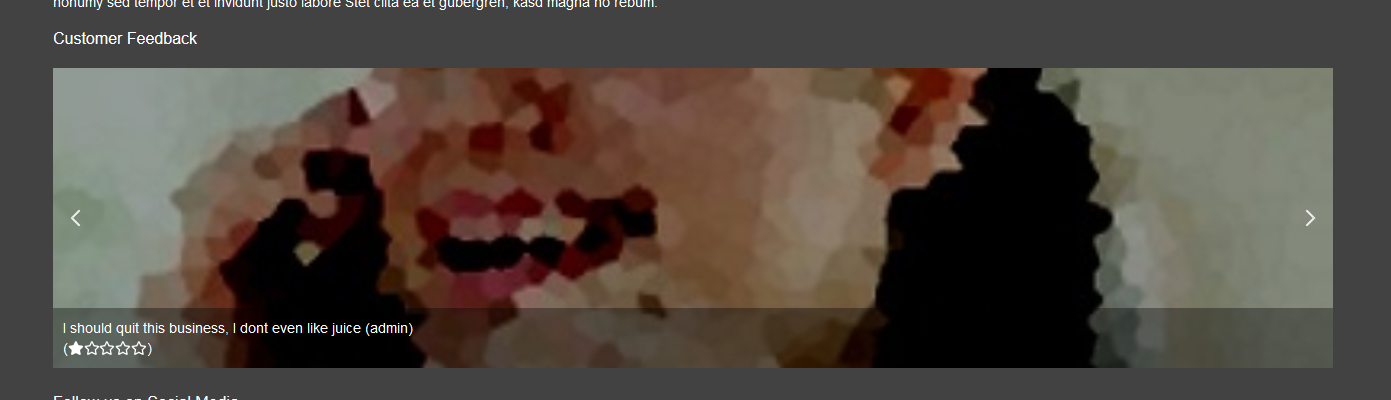 nonumy sed tempor et et invidunt justo labore Stet clita ea et gubergren, kasd magna no rebum.
Customer Feedback
I should quit this business, I dont even like juice (admin)
(★☆☆☆☆)
Follow us on Social Media